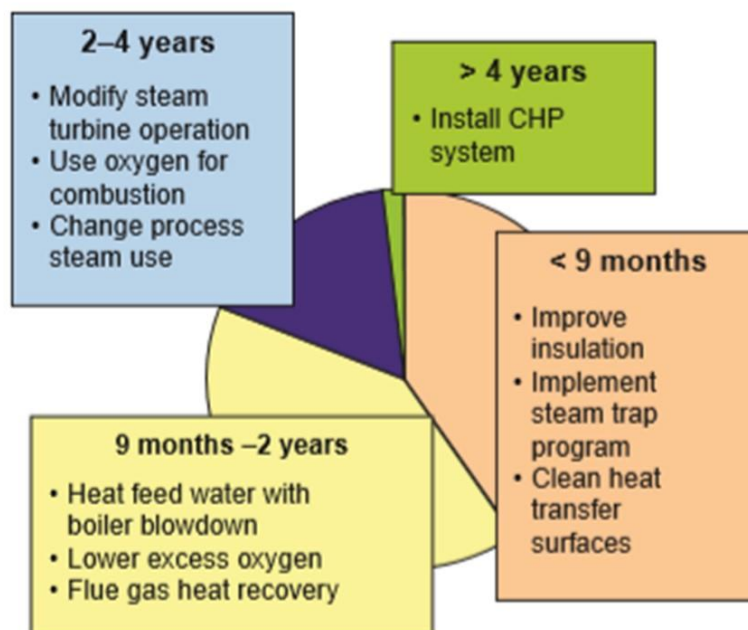 2–4 years
• Modify steam
turbine operation
• Use oxygen for
combustion
• Change process
steam use
> 4 years
• Install CHP
system
< 9 months
• Improve
insulation
• Implement
steam trap
program
• Clean heat
transfer
surfaces
9 months –2 years
• Heat feed water with
boiler blowdown
• Lower excess oxygen
• Flue gas heat recovery